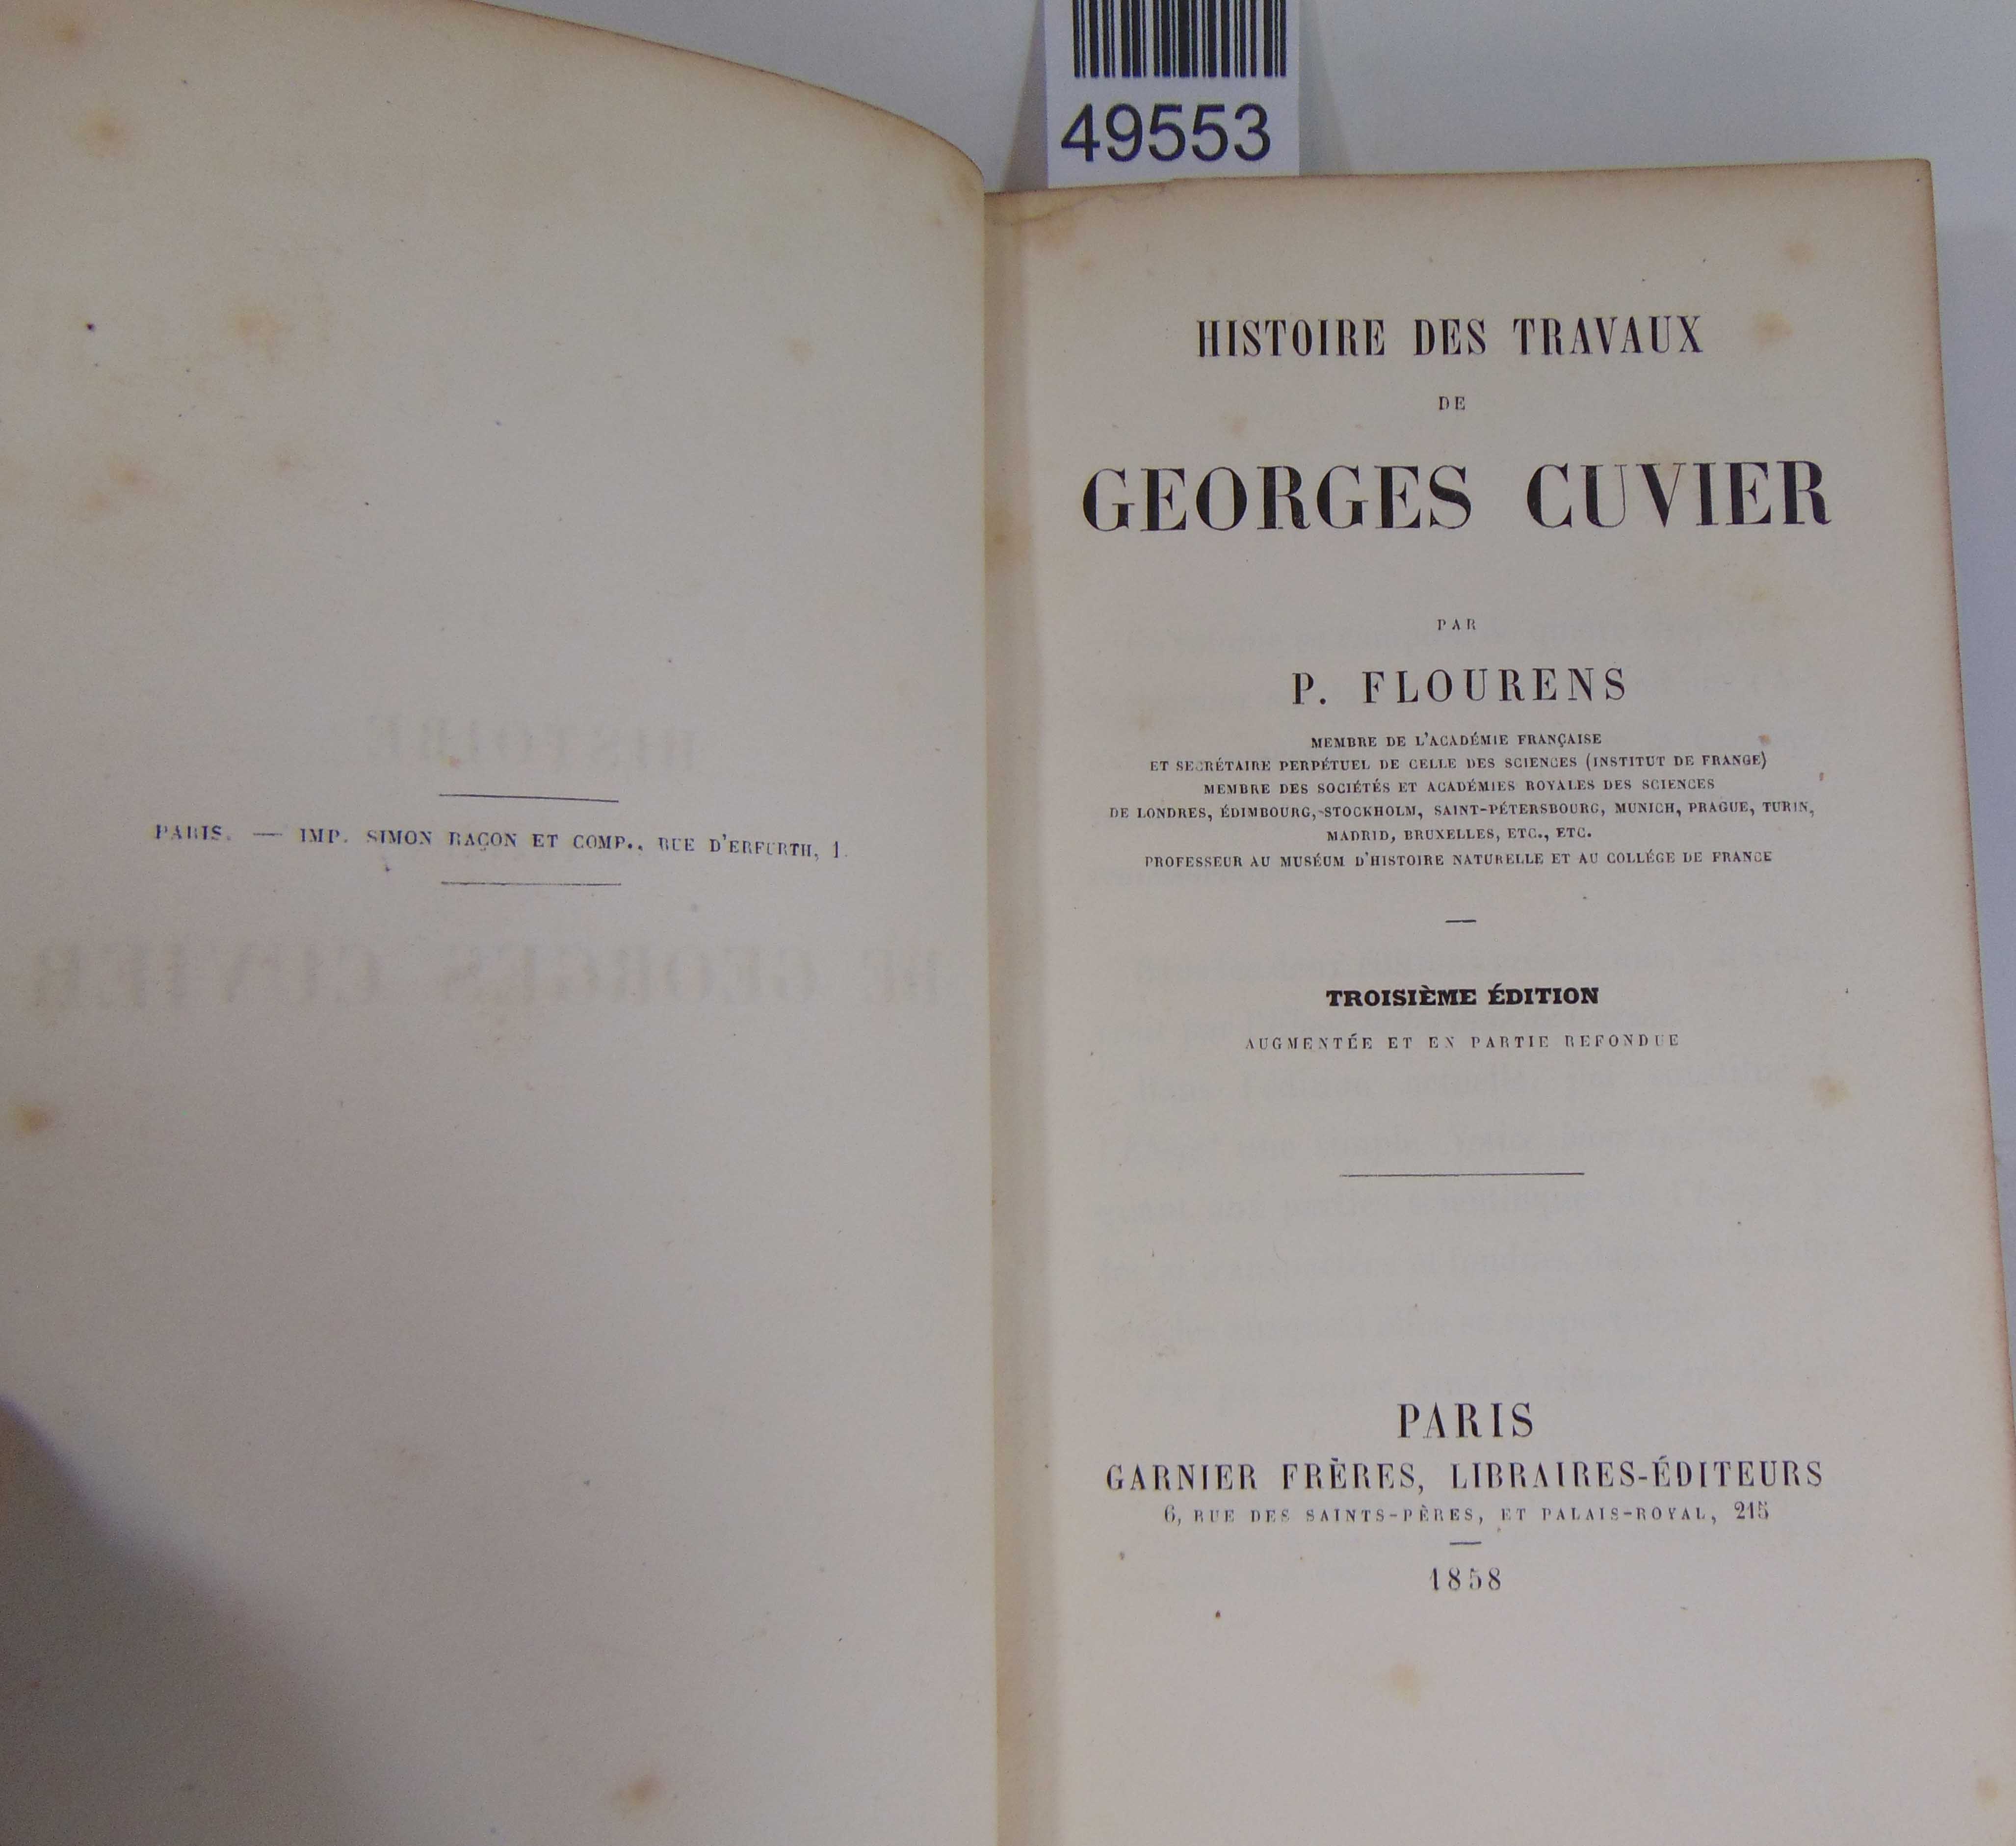 49553
PARIS. — IMP. SIMON RAÇON ET COMP., RUE D'ERFURTH, 1.
HISTOIRE DES TRAVAUX
DE
GEORGES CUVIER
PAR
P. FLOURENS
MEMBRE DE L'ACADÉMIE FRANÇAISE
ET SECRÉTAIRE PERPÉTUEL DE CELLE DES SCIENCES (INSTITUT DE FRANCE)
MEMBRE DES SOCIÉTÉS ET ACADÉMIES ROYALES DES SCIENCES
DE LONDRES, ÉDIMBOURG, STOCKHOLM, SAINT-PÉTERSBOURG, MUNICH, PRAGUE, TURIN,
MADRID, BRUXELLES, ETC., ETC.
PROFESSEUR AU MUSÉUM D'HISTOIRE NATURELLE ET AU COLLÉGE DE FRANCE
—
TROISIÈME ÉDITION
AUGMENTÉE ET EN PARTIE REFONDUE
PARIS
GARNIER FRÈRES, LIBRAIRES-ÉDITEURS
6, RUE DES SAINTS-PÈRES, ET PALAIS-ROYAL, 215
—
1858